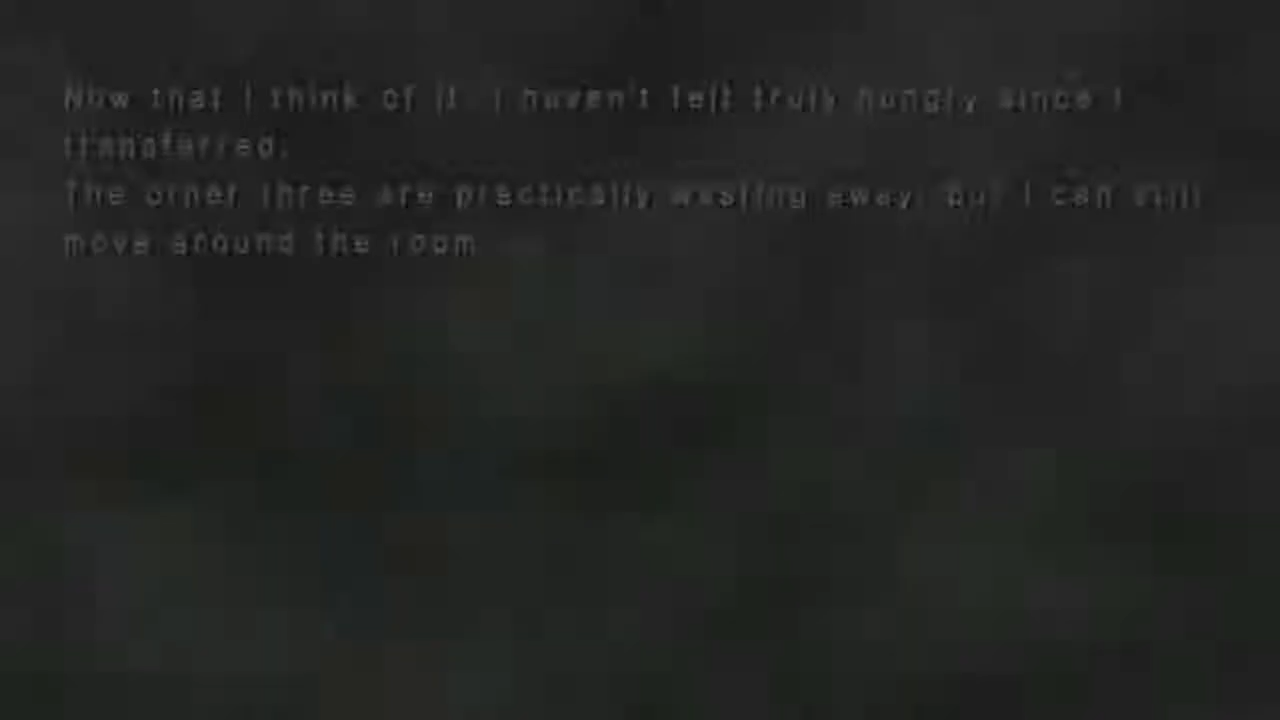 Now that I think of it, I haven't felt truly hungry since I
transferred.
The other three are practically wasting away, but I can still
move around the room